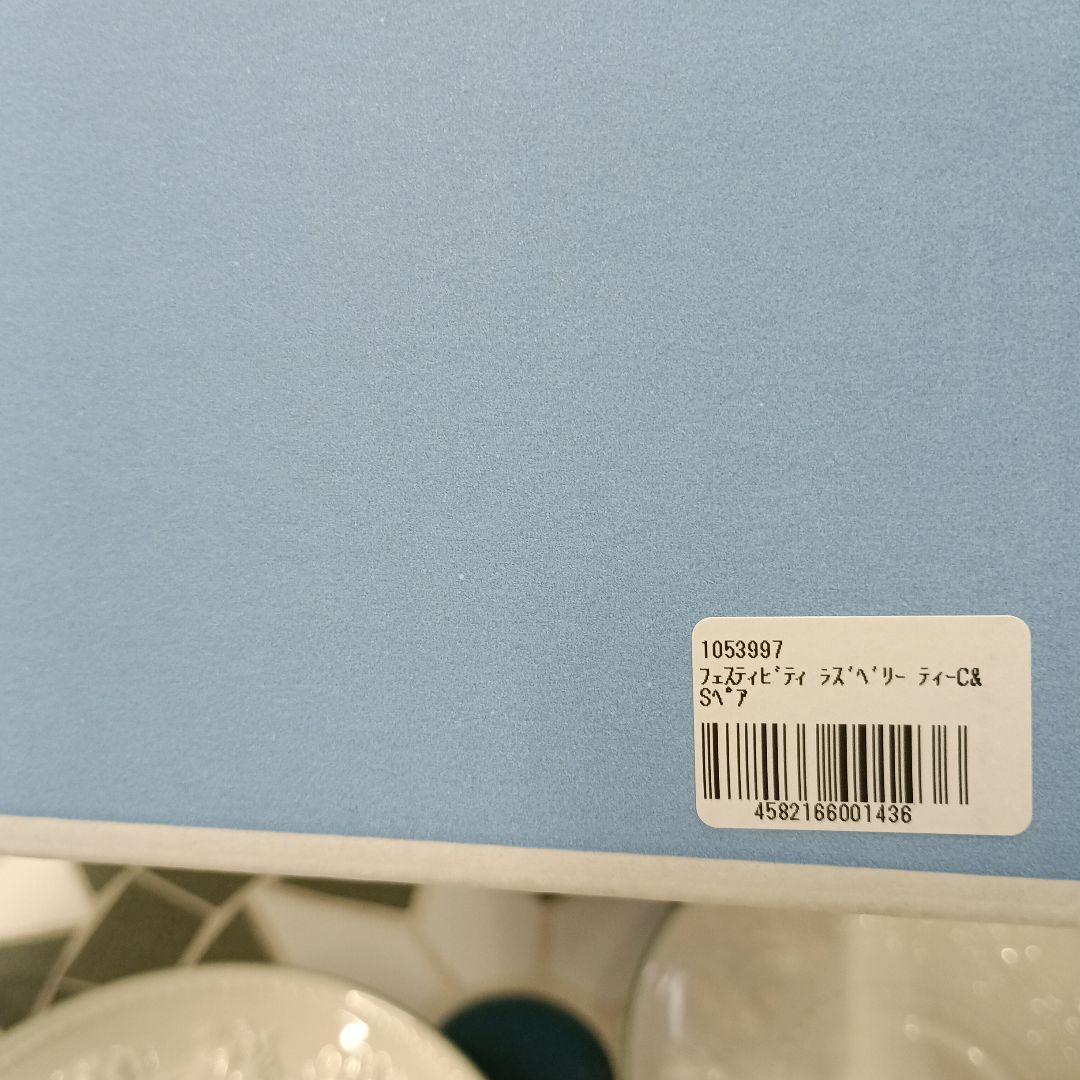 1053997
ﾌｪｽﾃｨﾋﾞﾃｨ ﾗｽﾞﾍﾞﾘｰ ﾃｨｰC&
Sﾍﾟｱ
4582166001436